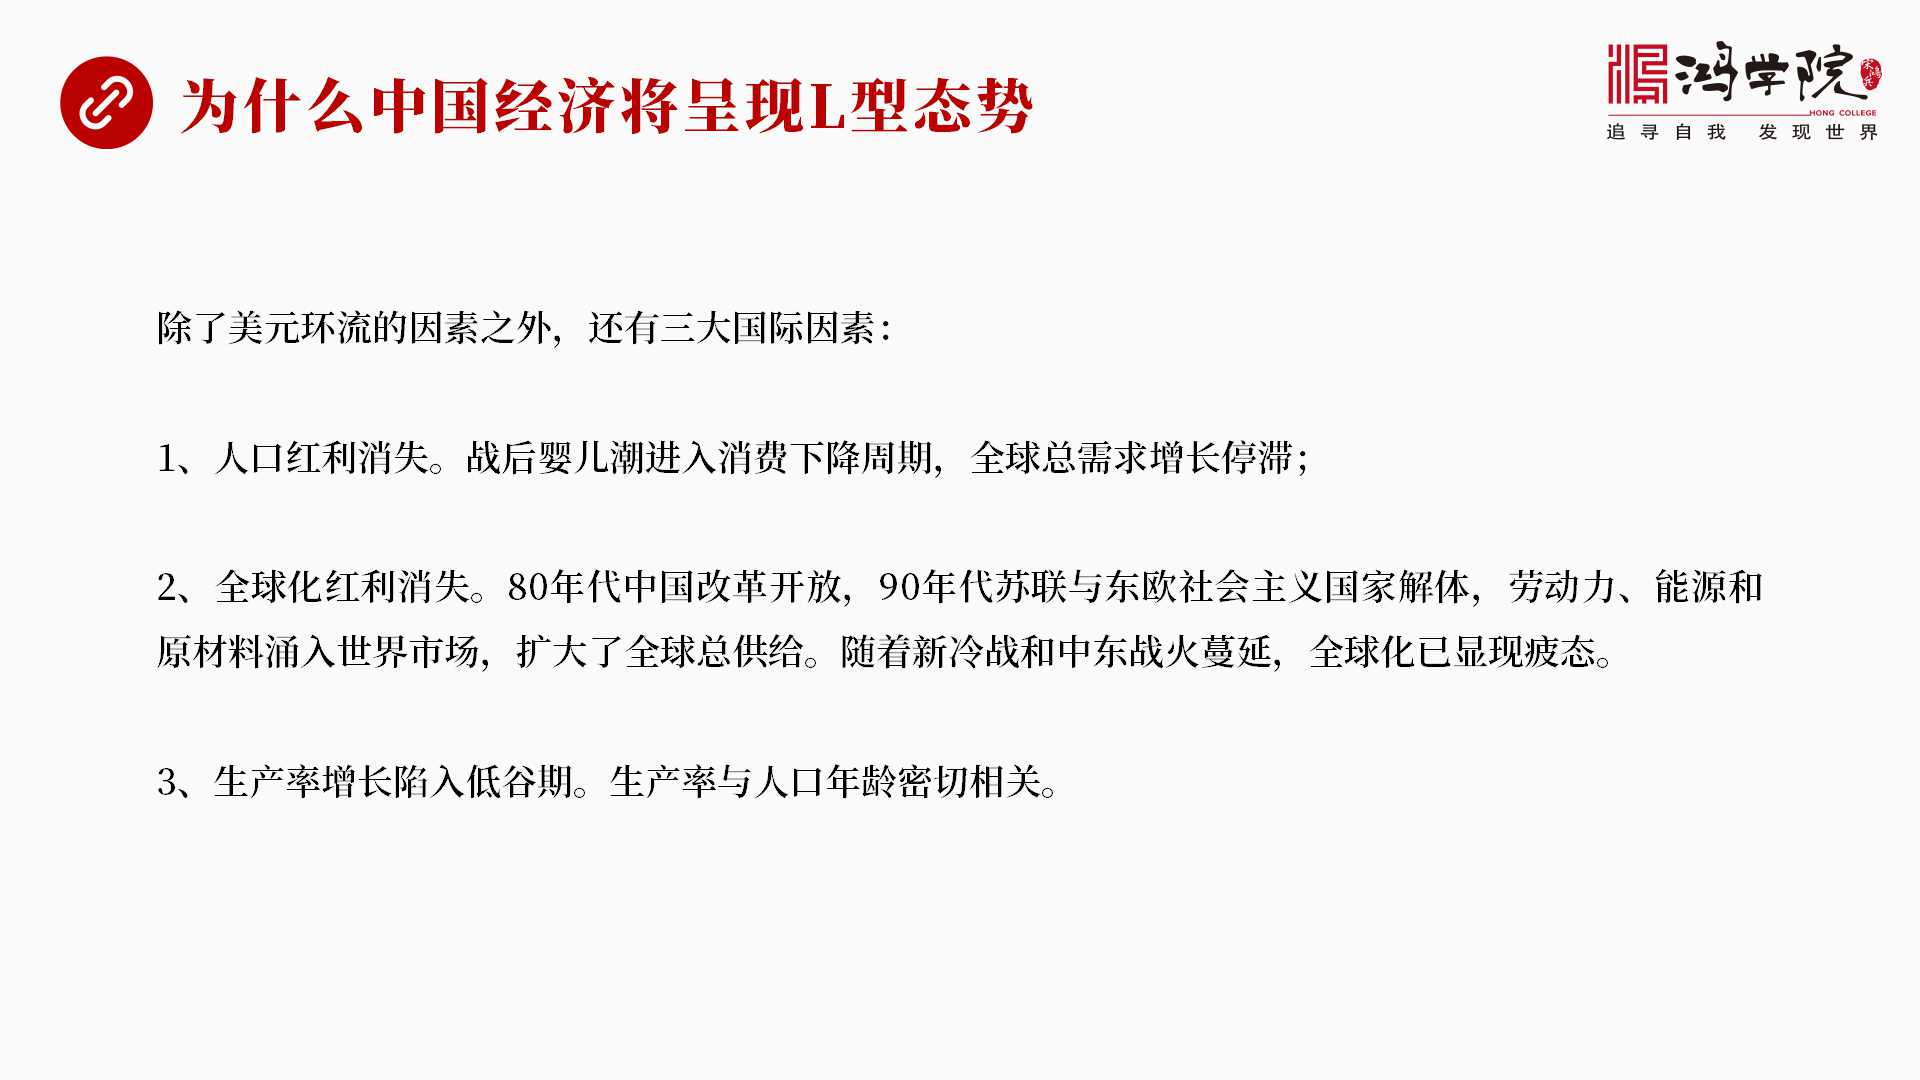 为什么中国经济将呈现L型态势
鸿学院
宋鸿兵
HONG COLLEGE
追寻自我 发现世界
除了美元环流的因素之外，还有三大国际因素：
1、人口红利消失。战后婴儿潮进入消费下降周期，全球总需求增长停滞；
2、全球化红利消失。80年代中国改革开放，90年代苏联与东欧社会主义国家解体，劳动力、能源和
原材料涌入世界市场，扩大了全球总供给。随着新冷战和中东战火蔓延，全球化已显现疲态。
3、生产率增长陷入低谷期。生产率与人口年龄密切相关。